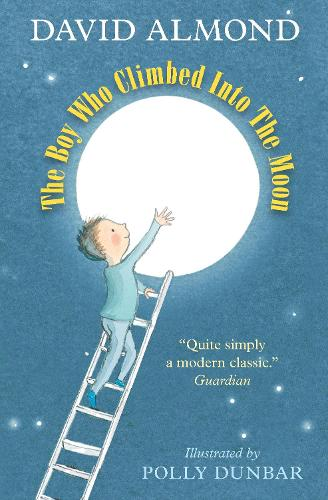 DAVID ALMOND
The Boy Who Climbed Into The Moon
“Quite simply
a modern classic.”
Guardian
Illustrated by
POLLY DUNBAR